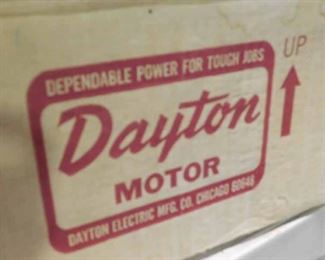 DEPENDABLE POWER FOR TOUGH JOBS
UP
Dayton
MOTOR
DAYTON ELECTRIC MFG. CO. CHICAGO 60648